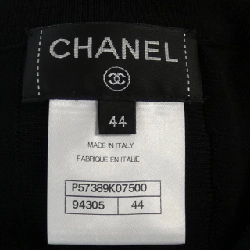 CHANEL
44
MADE IN ITALY
FABRIQUE EN ITALIE
P57389K07500
94305 44